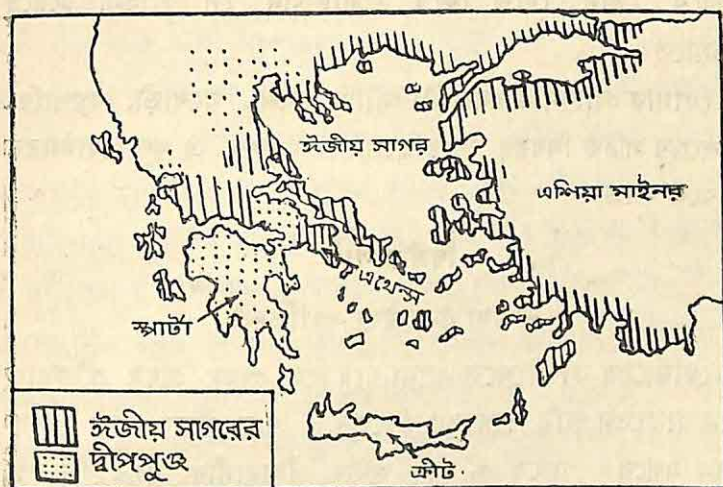 ঈজীয় সাগর
এশিয়া মাইনর
এথেন্স
স্পার্টা
ঈজীয় সাগরের
দ্বীপপুঞ্জ
ক্রীট